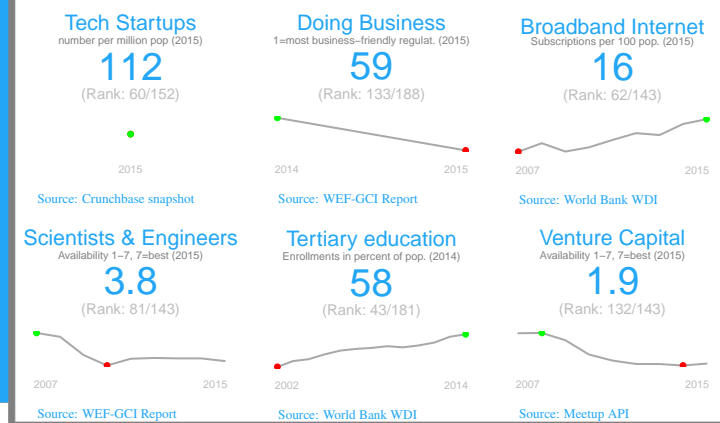 Tech Startups
number per million pop (2015)
112
(Rank: 60/152)
2015
Source: Crunchbase snapshot
Doing Business
1=most business−friendly regulat. (2015)
59
(Rank: 133/188)
2014 2015
Source: WEF-GCI Report
Broadband Internet
Subscriptions per 100 pop. (2015)
16
(Rank: 62/143)
2007 2015
Source: World Bank WDI
Scientists & Engineers
Availability 1−7, 7=best (2015)
3.8
(Rank: 81/143)
2007 2015
Source: WEF-GCI Report
Tertiary education
Enrollments in percent of pop. (2014)
58
(Rank: 43/181)
2002 2014
Source: World Bank WDI
Venture Capital
Availability 1−7, 7=best (2015)
1.9
(Rank: 132/143)
2007 2015
Source: Meetup API